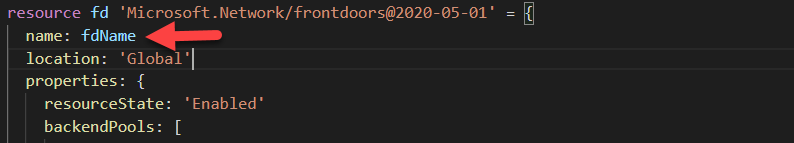 resource fd 'Microsoft.Network/frontdoors@2020-05-01' = {
name: fdName
location: 'Global'
properties: {
resourceState: 'Enabled'
backendPools: [